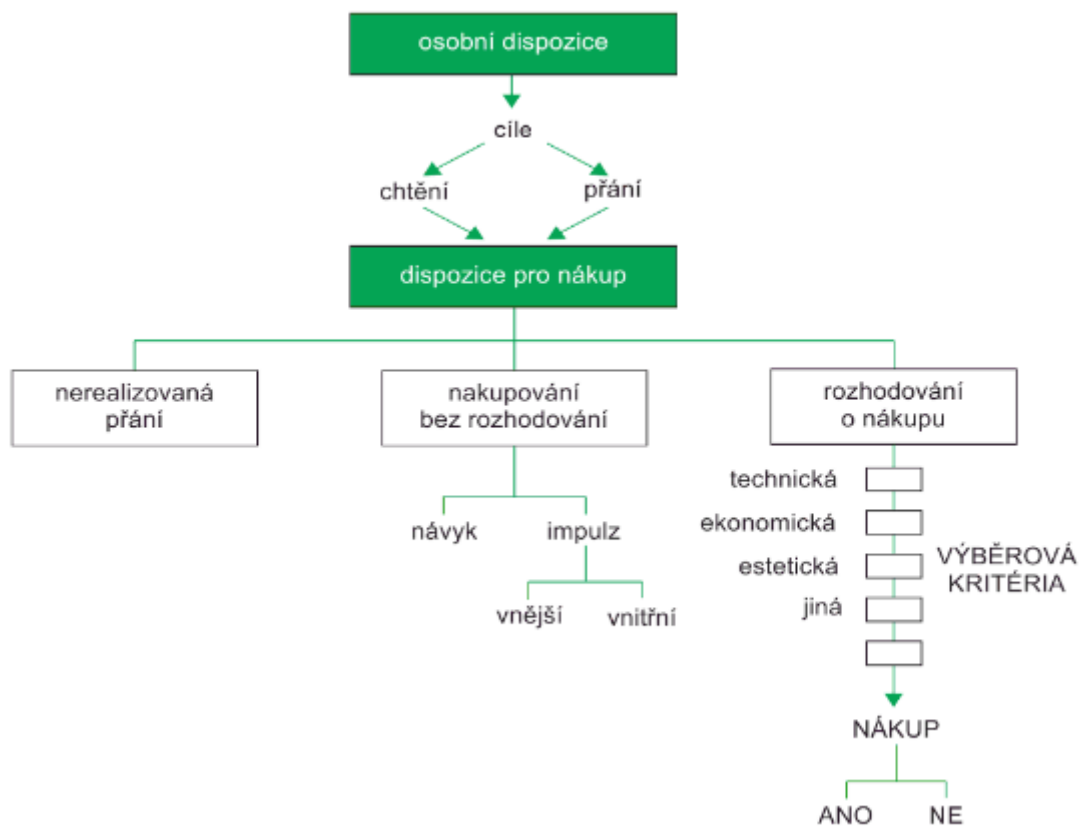 osobní dispozice
cíle
chtění
přání
dispozice pro nákup
nerealizovaná
přání
nakupování
bez rozhodování
rozhodování
o nákupu
technická
ekonomická
estetická
jiná
VÝBĚROVÁ
KRITÉRIA
návyk
impulz
vnější
vnitřní
NÁKUP
ANO
NE